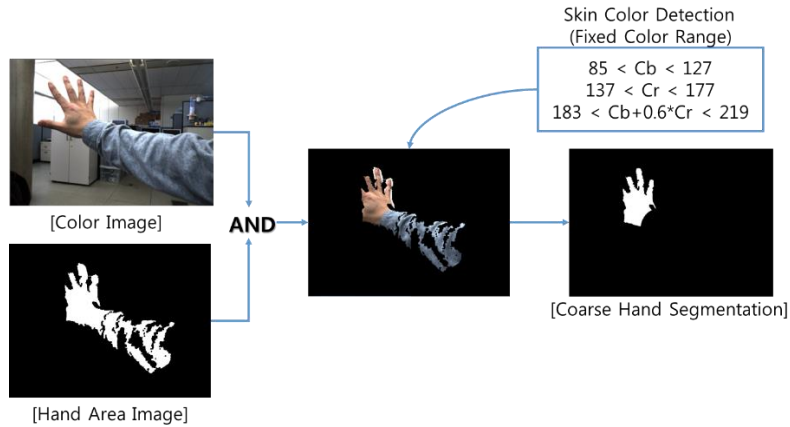 Skin Color Detection
(Fixed Color Range)
85 < Cb < 127
137 < Cr < 177
183 < Cb+0.6*Cr < 219
[Color Image]
AND
[Coarse Hand Segmentation]
[Hand Area Image]